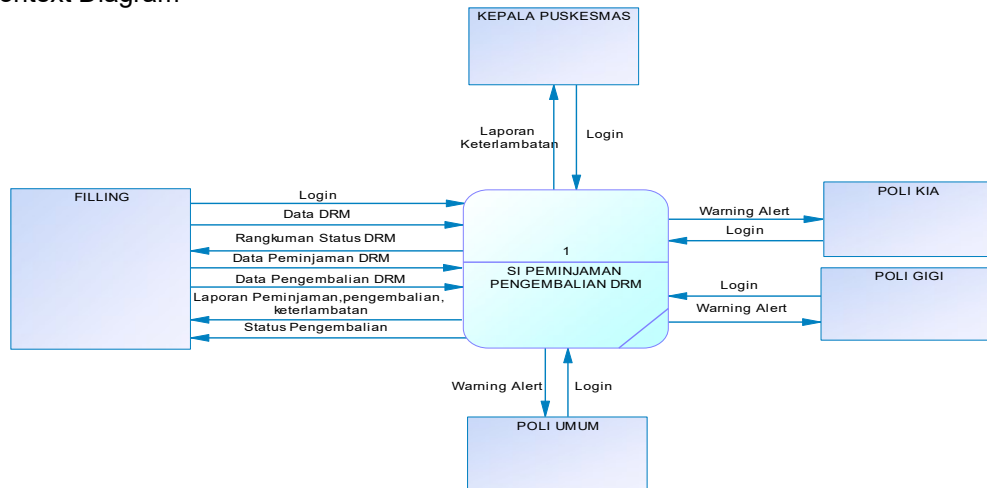 ontext Diagram
KEPALA PUSKESMAS
Laporan
Keterlambatan
Login
FILLING
Login
Data DRM
Rangkuman Status DRM
Data Peminjaman DRM
Data Pengembalian DRM
Laporan Peminjaman,pengembalian,
keterlambatan
Status Pengembalian
1
SI PEMINJAMAN
PENGEMBALIAN DRM
POLI KIA
Warning Alert
Login
POLI GIGI
Login
Warning Alert
Warning Alert
Login
POLI UMUM